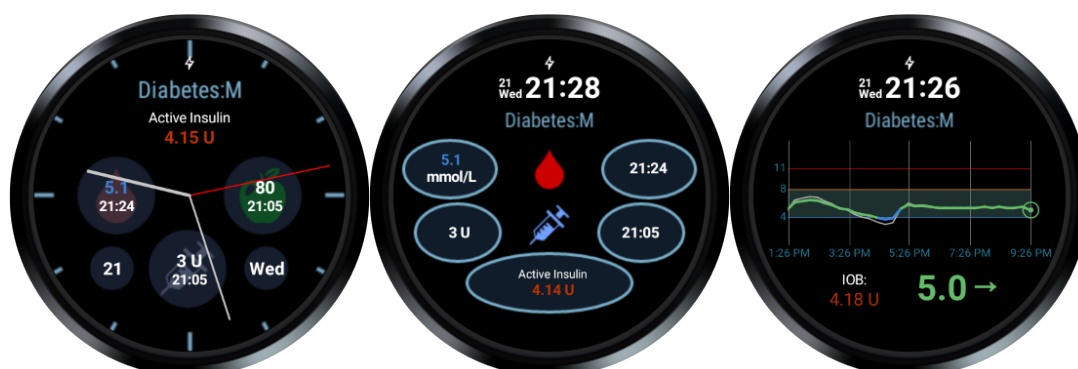 Diabetes:M
Active Insulin
4.15 U
5.1
21:24
80
21:05
21
3 U
21:05
Wed
21
Wed
21:28
Diabetes:M
5.1
mmol/L
21:24
3 U
21:05
Active Insulin
4.14 U
21
Wed
21:26
Diabetes:M
11
8
4
1:26 PM 3:26 PM 5:26 PM 7:26 PM 9:26 PM
IOB:
4.18 U
5.0 →